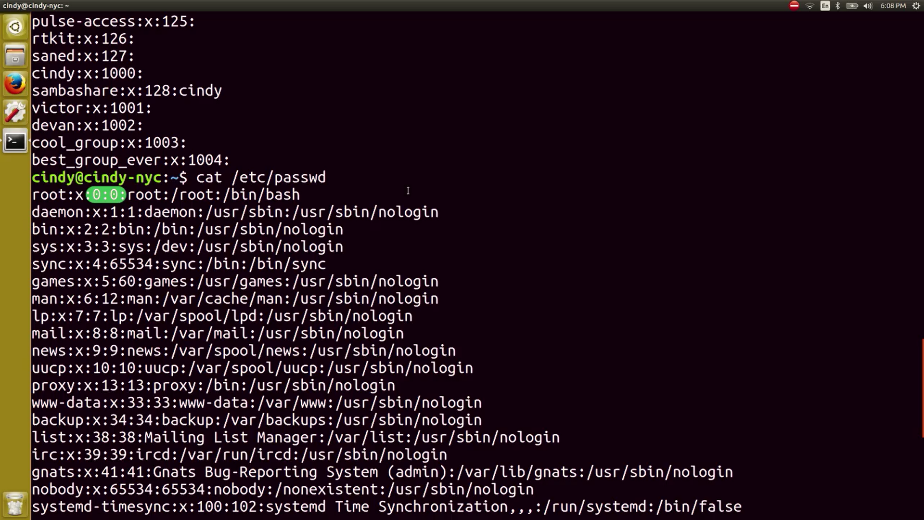 cindy@cindy-nyc: ~
En
6:08 PM
pulse-access:x:125:
rtkit:x:126:
saned:x:127:
cindy:x:1000:
sambashare:x:128:cindy
victor:x:1001:
devan:x:1002:
cool_group:x:1003:
best_group_ever:x:1004:
cindy@cindy-nyc:~$ cat /etc/passwd
root:x:0:0:root:/root:/bin/bash
daemon:x:1:1:daemon:/usr/sbin:/usr/sbin/nologin
bin:x:2:2:bin:/bin:/usr/sbin/nologin
sys:x:3:3:sys:/dev:/usr/sbin/nologin
sync:x:4:65534:sync:/bin:/bin/sync
games:x:5:60:games:/usr/games:/usr/sbin/nologin
man:x:6:12:man:/var/cache/man:/usr/sbin/nologin
lp:x:7:7:lp:/var/spool/lpd:/usr/sbin/nologin
mail:x:8:8:mail:/var/mail:/usr/sbin/nologin
news:x:9:9:news:/var/spool/news:/usr/sbin/nologin
uucp:x:10:10:uucp:/var/spool/uucp:/usr/sbin/nologin
proxy:x:13:13:proxy:/bin:/usr/sbin/nologin
www-data:x:33:33:www-data:/var/www:/usr/sbin/nologin
backup:x:34:34:backup:/var/backups:/usr/sbin/nologin
list:x:38:38:Mailing List Manager:/var/list:/usr/sbin/nologin
irc:x:39:39:ircd:/var/run/ircd:/usr/sbin/nologin
gnats:x:41:41:Gnats Bug-Reporting System (admin):/var/lib/gnats:/usr/sbin/nologin
nobody:x:65534:65534:nobody:/nonexistent:/usr/sbin/nologin
systemd-timesync:x:100:102:systemd Time Synchronization,,,:/run/systemd:/bin/false